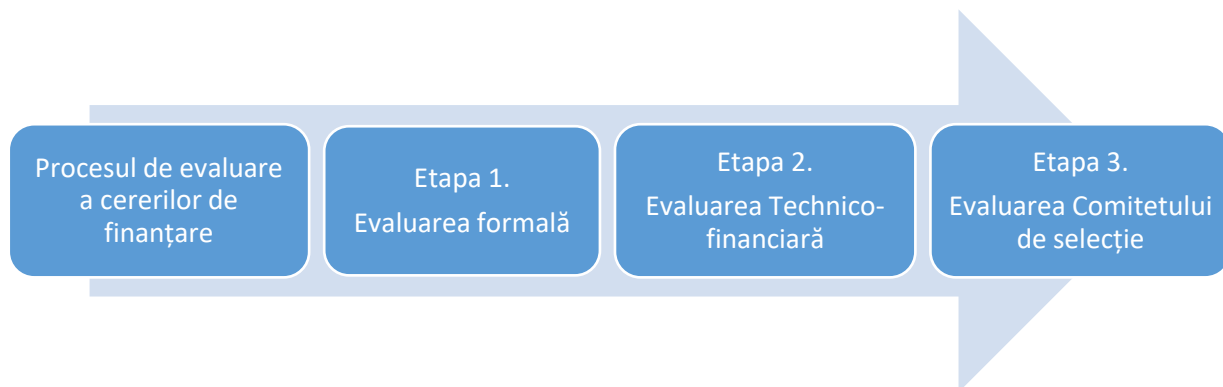 Procesul de evaluare
a cererilor de
finanțare
Etapa 1.
Evaluarea formală
Etapa 2.
Evaluarea Technico-
financiară
Etapa 3.
Evaluarea Comitetului
de selecție